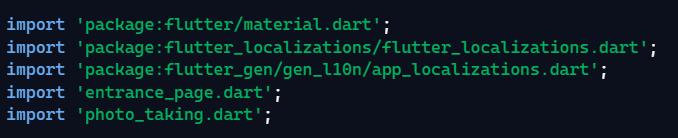 import 'package:flutter/material.dart';
import 'package:flutter_localizations/flutter_localizations.dart';
import 'package:flutter_gen/gen_l10n/app_localizations.dart';
import 'entrance_page.dart';
import 'photo_taking.dart';